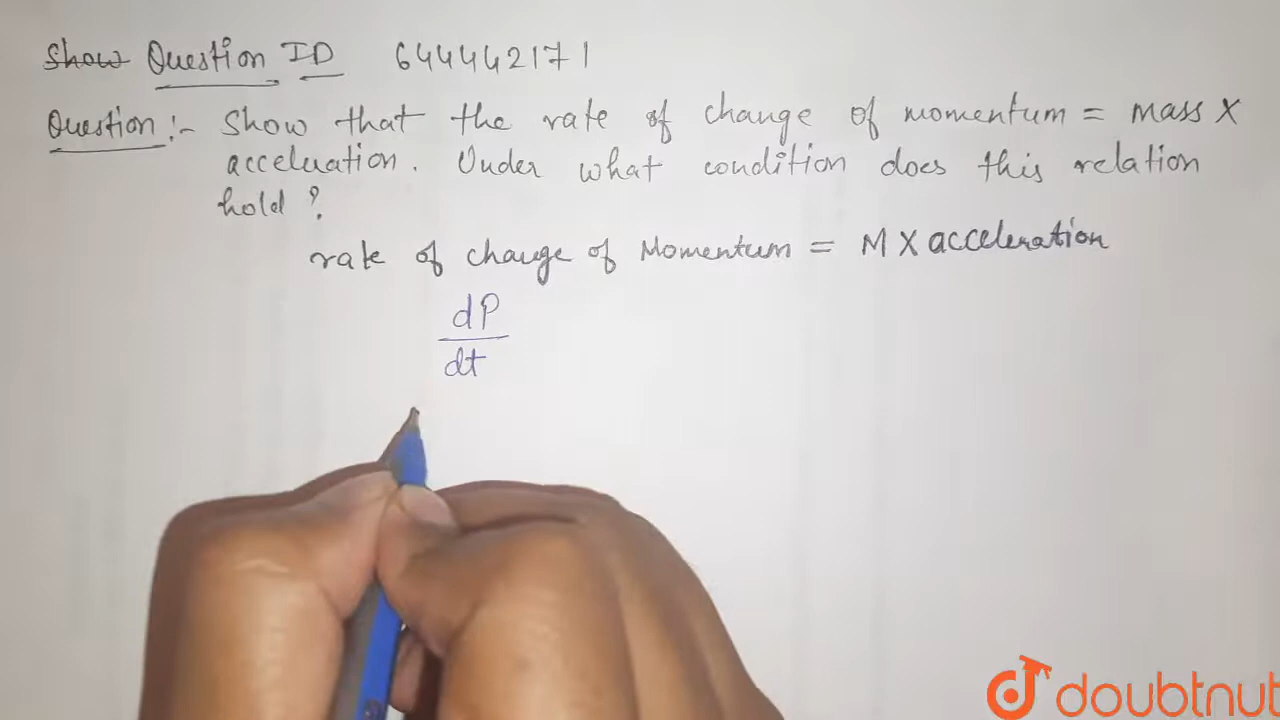 Show Question ID 644442171
Question :- Show that the rate of change of momentum = mass X
acceluation. Under what condition does this relation
hold ?
rate of change of Momentum = M X acceleration
dP
dt
doubtnut